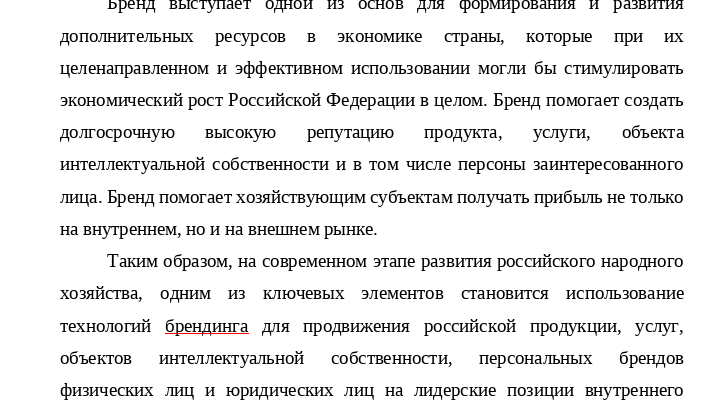 Бренд выступает одной из основ для формирования и развития
дополнительных ресурсов в экономике страны, которые при их
целенаправленном и эффективном использовании могли бы стимулировать
экономический рост Российской Федерации в целом. Бренд помогает создать
долгосрочную высокую репутацию продукта, услуги, объекта
интеллектуальной собственности и в том числе персоны заинтересованного
лица. Бренд помогает хозяйствующим субъектам получать прибыль не только
на внутреннем, но и на внешнем рынке.
Таким образом, на современном этапе развития российского народного
хозяйства, одним из ключевых элементов становится использование
технологий брендинга для продвижения российской продукции, услуг,
объектов интеллектуальной собственности, персональных брендов
физических лиц и юридических лиц на лидерские позиции внутреннего